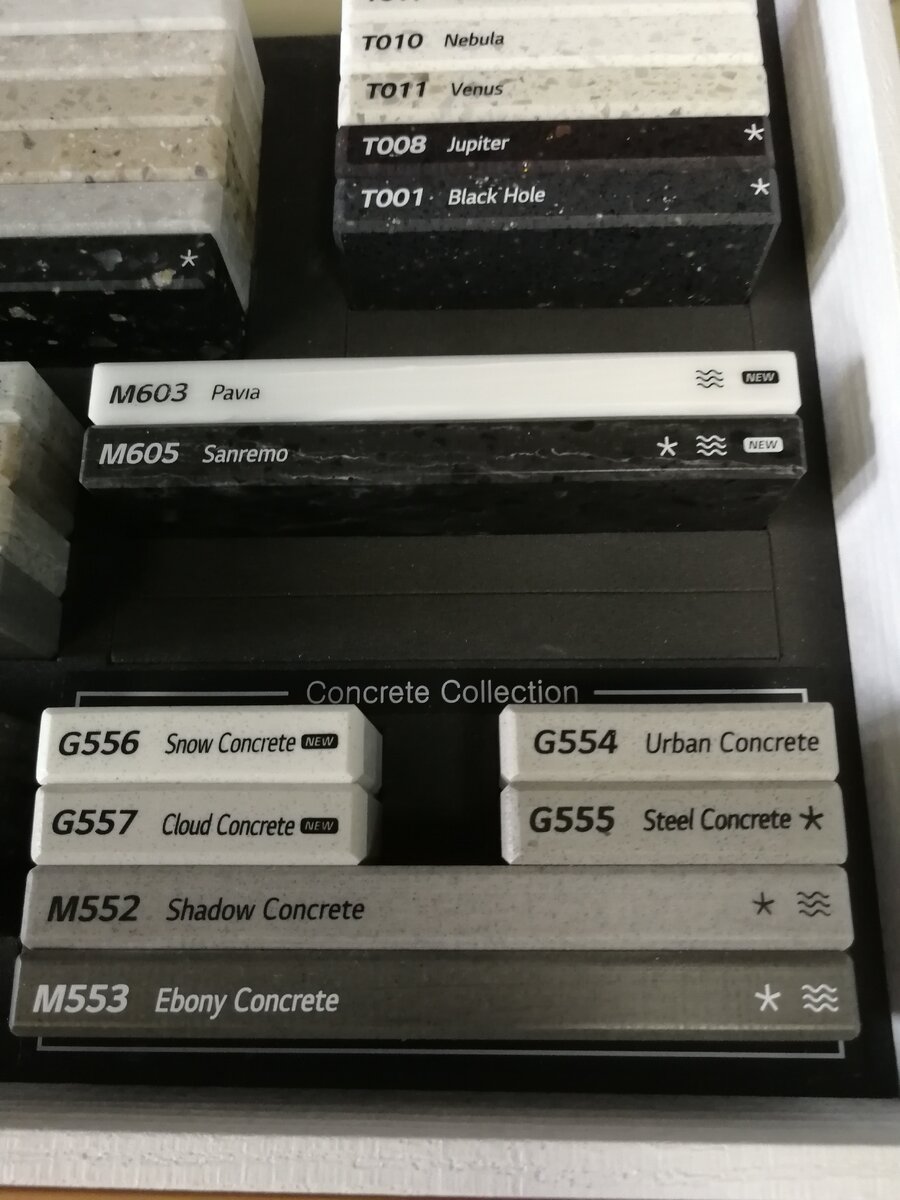 T010 Nebula
T011 Venus
T008 Jupiter *
T001 Black Hole *
*
M603 Pavia NEW
M605 Sanremo * NEW
Concrete Collection
G556 Snow Concrete NEW
G554 Urban Concrete
G557 Cloud Concrete NEW
G555 Steel Concrete *
M552 Shadow Concrete *
M553 Ebony Concrete *